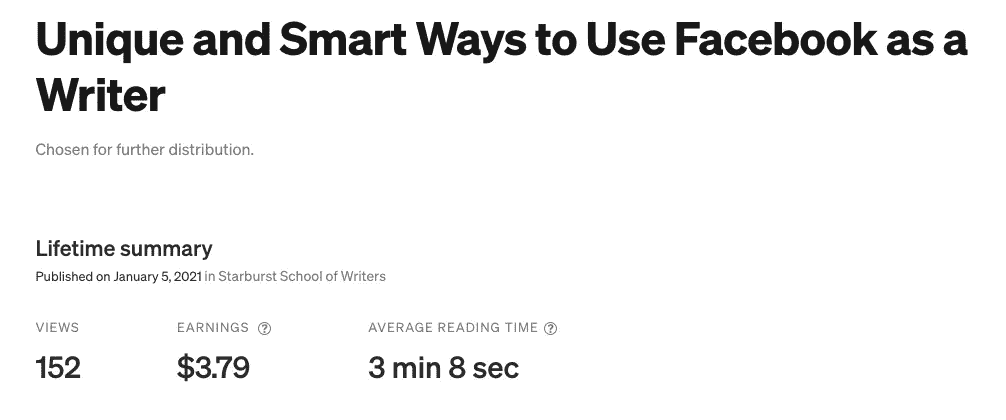 Unique and Smart Ways to Use Facebook as a
Writer
Chosen for further distribution.
Lifetime summary
Published on January 5, 2021 in Starburst School of Writers
VIEWS EARNINGS ? AVERAGE READING TIME ?
152 $3.79 3 min 8 sec